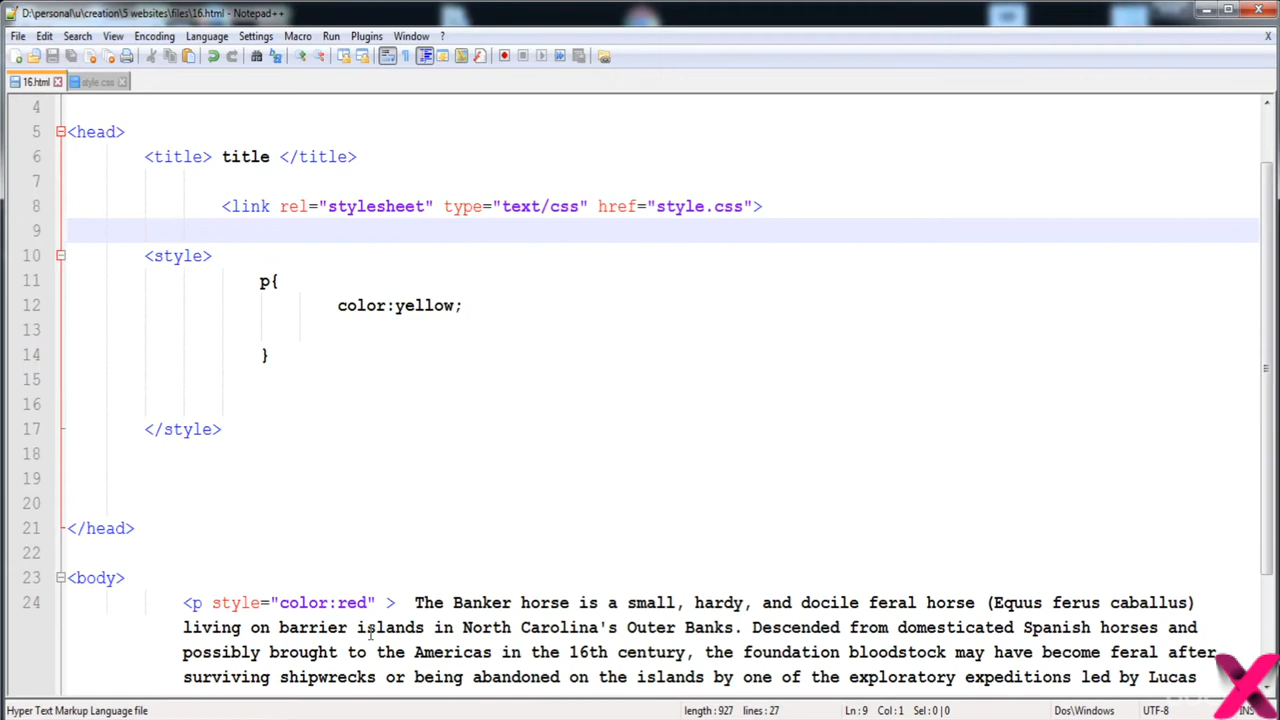 D:\personal\u\creation\5 websites\files\16.html - Notepad++
File Edit Search View Encoding Language Settings Macro Run Plugins Window ? X
16.html style.css
4
5 <head>
6 <title> title </title>
7
8 <link rel="stylesheet" type="text/css" href="style.css">
9
10 <style>
11 p{
12 color:yellow;
13
14 }
15
16
17 </style>
18
19
20
21 </head>
22
23 <body>
24 <p style="color:red" > The Banker horse is a small, hardy, and docile feral horse (Equus ferus caballus)
living on barrier islands in North Carolina's Outer Banks. Descended from domesticated Spanish horses and
possibly brought to the Americas in the 16th century, the foundation bloodstock may have become feral after
surviving shipwrecks or being abandoned on the islands by one of the exploratory expeditions led by Lucas
Hyper Text Markup Language file length:927 lines:27 Ln:9 Col:1 Sel:0|0 Dos\Windows UTF-8 INS